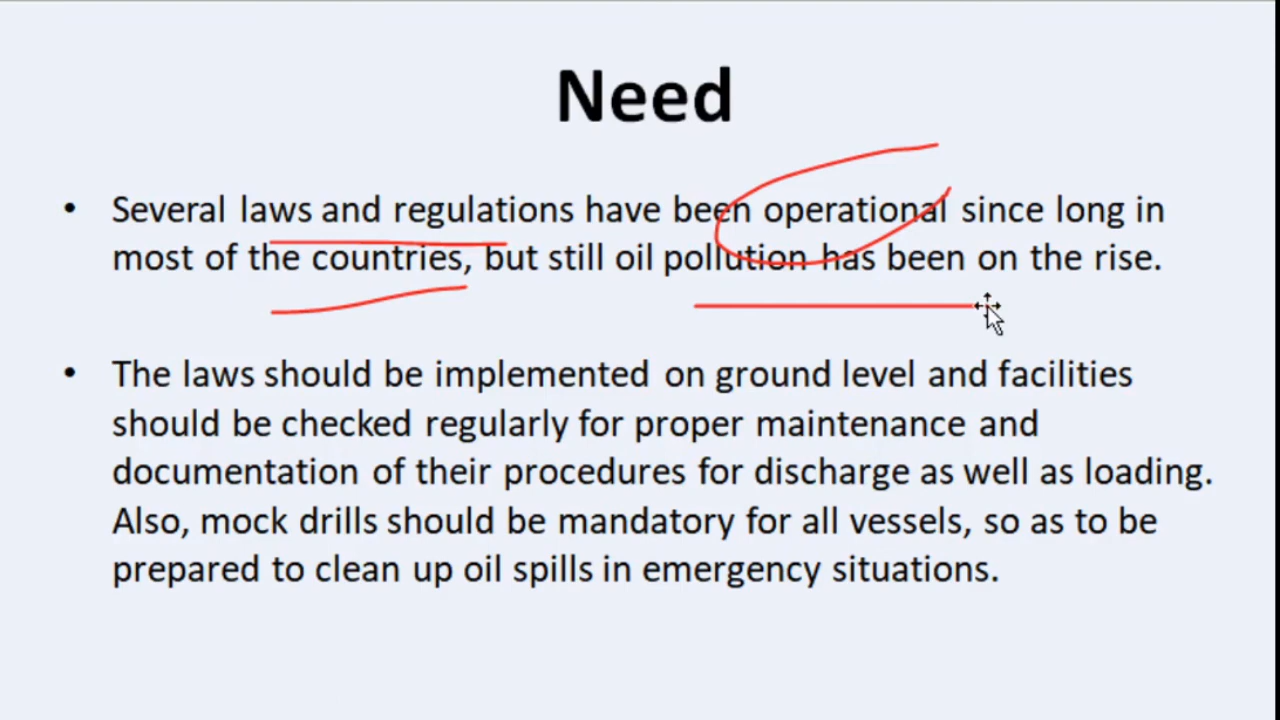 Need
• Several laws and regulations have been operational since long in
most of the countries, but still oil pollution has been on the rise.
• The laws should be implemented on ground level and facilities
should be checked regularly for proper maintenance and
documentation of their procedures for discharge as well as loading.
Also, mock drills should be mandatory for all vessels, so as to be
prepared to clean up oil spills in emergency situations.